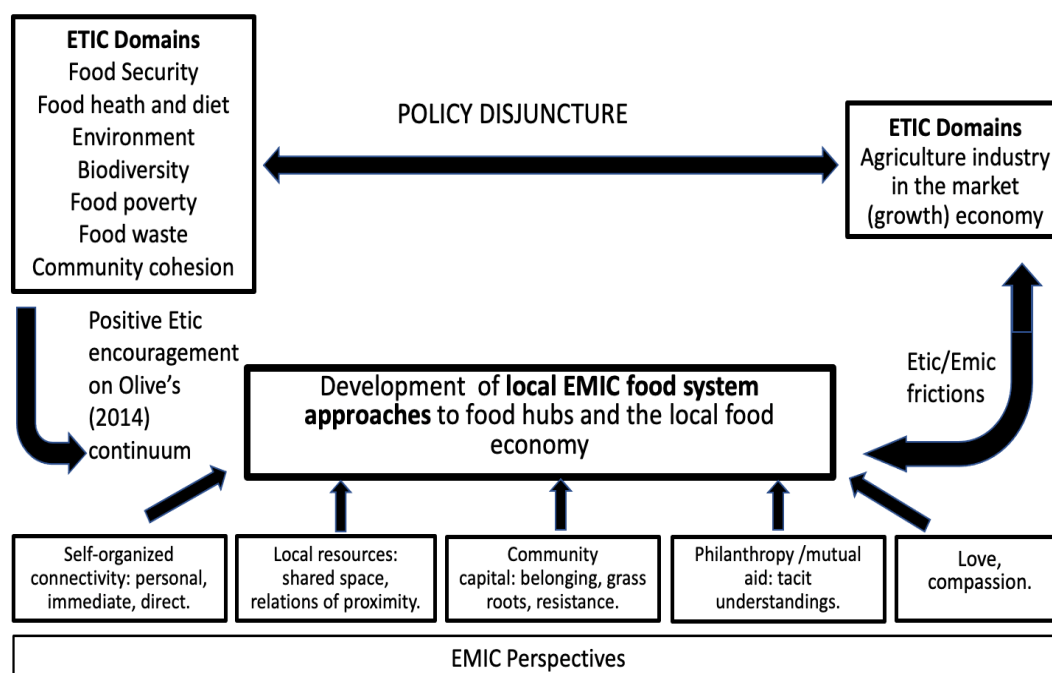 ETIC Domains
Food Security
Food heath and diet
Environment
Biodiversity
Food poverty
Food waste
Community cohesion
POLICY DISJUNCTURE
ETIC Domains
Agriculture industry
in the market
(growth) economy
Positive Etic
encouragement
on Olive's
(2014)
continuum
Etic/Emic
frictions
Development of local EMIC food system
approaches to food hubs and the local food
economy
Self-organized
connectivity: personal,
immediate, direct.
Local resources:
shared space,
relations of proximity.
Community
capital: belonging, grass
roots, resistance.
Philanthropy /mutual
aid: tacit
understandings.
Love,
compassion.
EMIC Perspectives